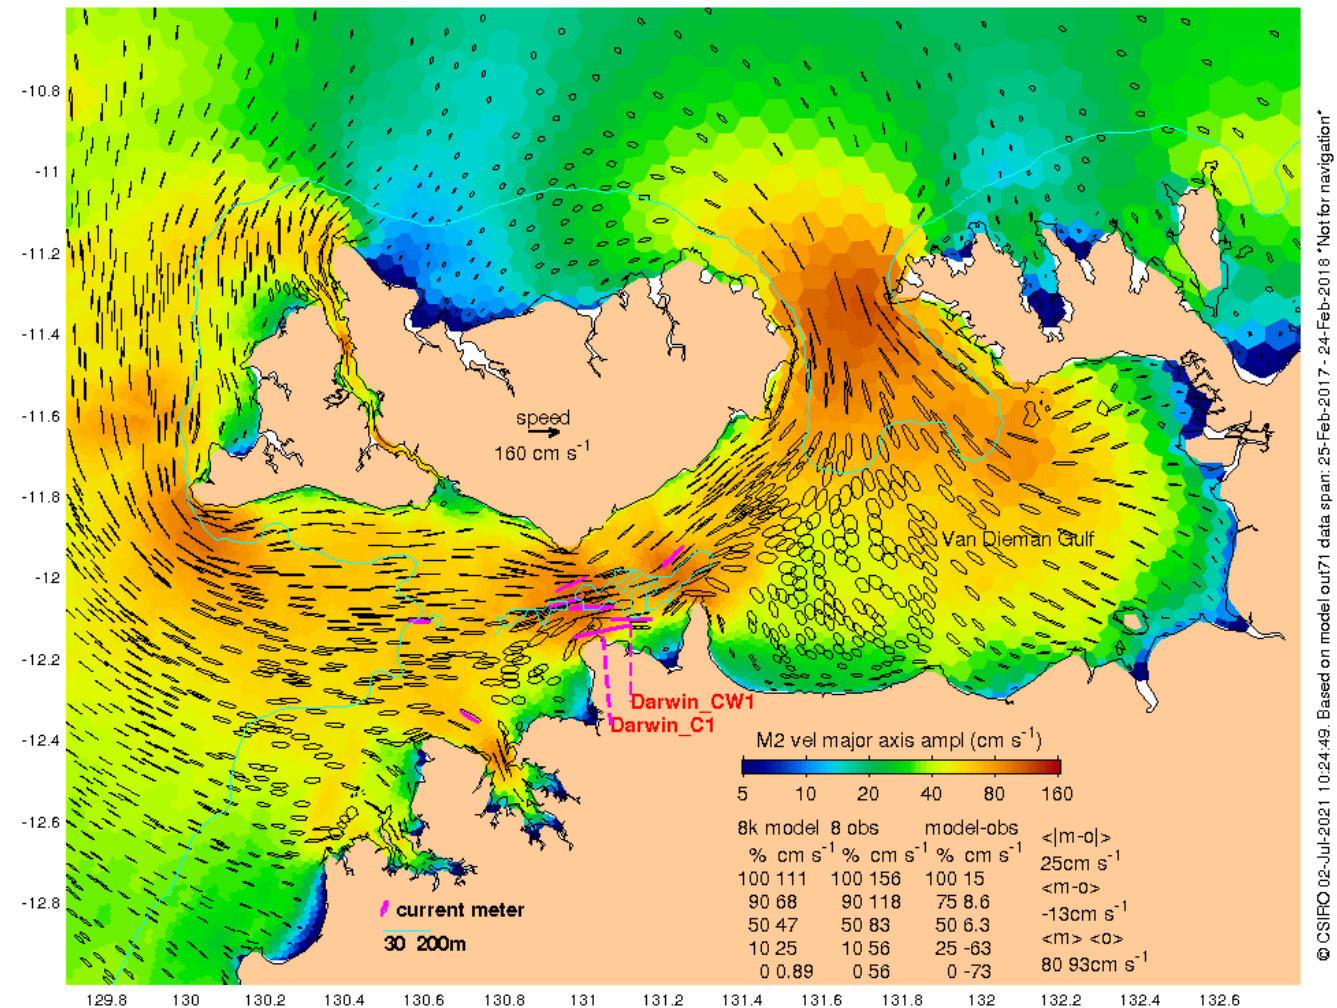 -10.8
-11
-11.2
-11.4
-11.6
-11.8
-12
-12.2
-12.4
-12.6
-12.8
129.8 130 130.2 130.4 130.6 130.8 131 131.2 131.4 131.6 131.8 132 132.2 132.4 132.6
speed
160 cm s⁻¹
Van Dieman Gulf
Darwin_CW1
Darwin_C1
M2 vel major axis ampl (cm s⁻¹)
5 10 20 40 80 160
8k model 8 obs model-obs
% cm s⁻¹ % cm s⁻¹ % cm s⁻¹
100 111 100 156 100 15
90 68 90 118 75 8.6
50 47 50 83 50 6.3
10 25 10 56 25 -63
0 0.89 0 56 0 -73
<|m-o|>
25cm s⁻¹
<m-o>
-13cm s⁻¹
<m> <o>
80 93cm s⁻¹
current meter
30 200m
© CSIRO 02-Jul-2021 10:24:49. Based on model out71 data span: 25-Feb-2017 - 24-Feb-2018 *Not for navigation*